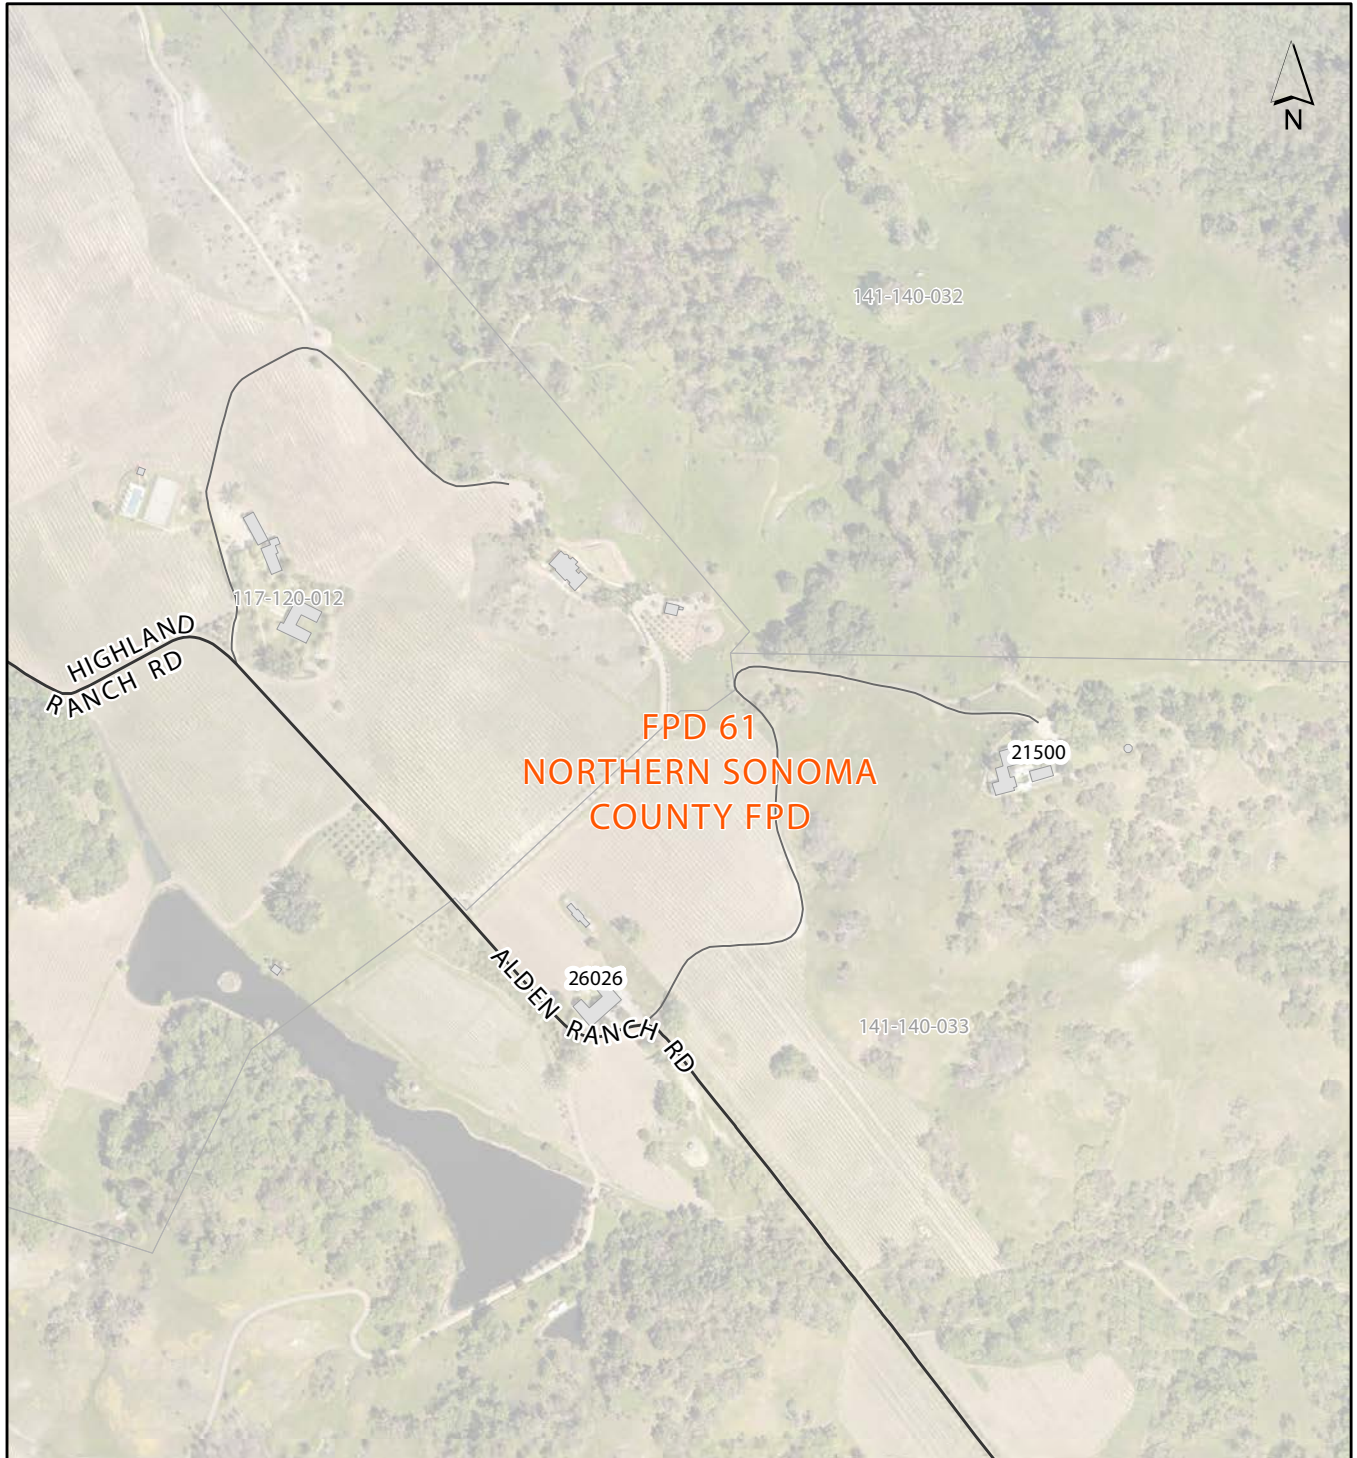 N
141-140-032
117-120-012
HIGHLAND
RANCH RD
FPD 61
NORTHERN SONOMA
COUNTY FPD
21500
26026
ALDEN RANCH RD
141-140-033